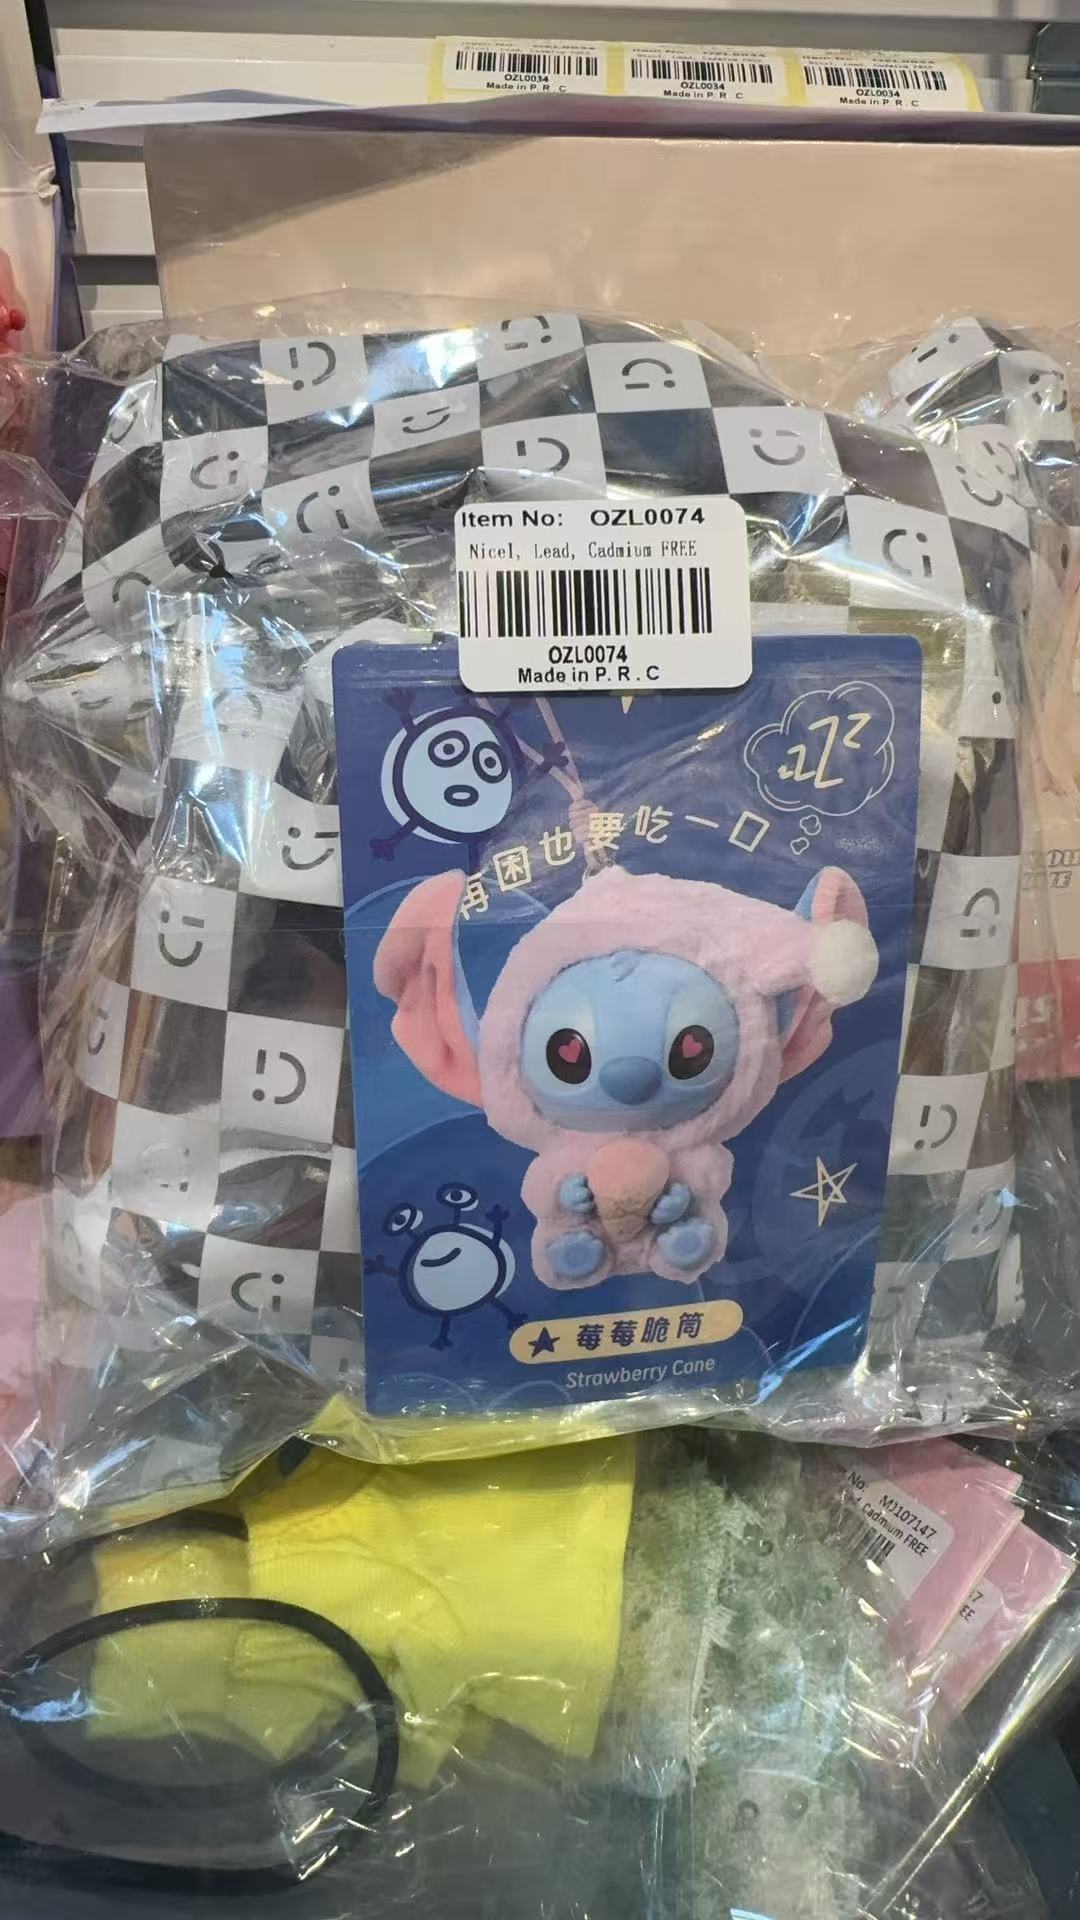 OZL0034
Made in P. R. C
OZL0034
Made in P. R. C
OZL0034
Made in P. R. C
Item No: OZL0074
Nicel, Lead, Cadmium FREE
OZL0074
Made in P. R. C
zZZ
再困也要吃一口
莓莓脆筒
Strawberry Cone
No: MJ107147
Cadmium FREE